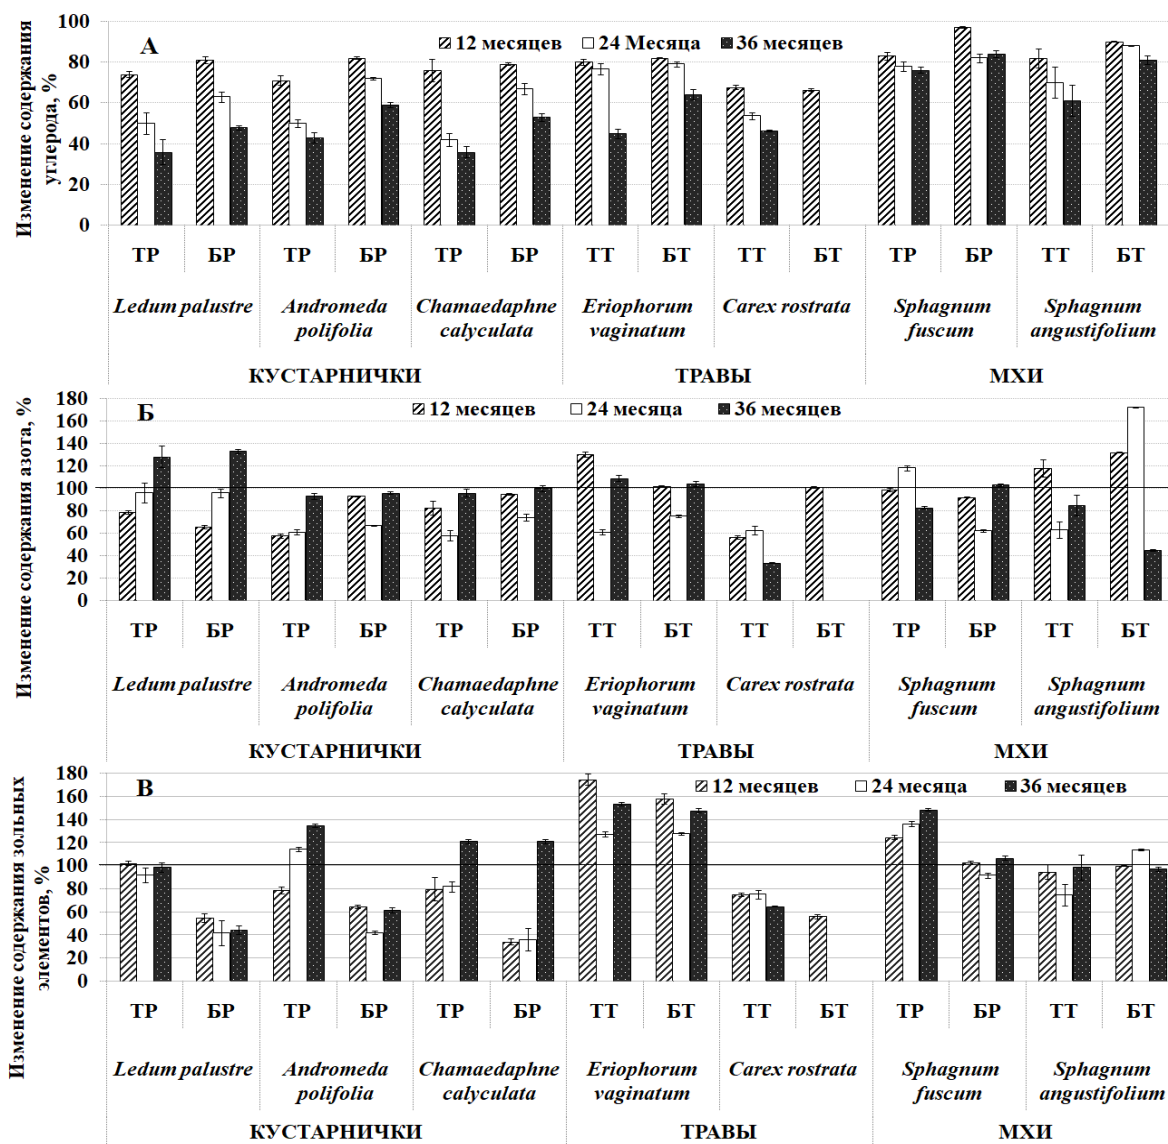 Изменение содержания
углерода, %
А
12 месяцев 24 Месяца 36 месяцев
100
80
60
40
20
0
ТР БР ТР БР ТР БР ТТ БТ ТТ БТ ТР БР ТТ БТ
Ledum palustre Andromeda polifolia Chamaedaphne calyculata Eriophorum vaginatum Carex rostrata Sphagnum fuscum Sphagnum angustifolium
КУСТАРНИЧКИ ТРАВЫ МХИ
Изменение содержания азота, %
Б
12 месяцев 24 месяца 36 месяцев
180
160
140
120
100
80
60
40
20
0
ТР БР ТР БР ТР БР ТТ БТ ТТ БТ ТР БР ТТ БТ
Ledum palustre Andromeda polifolia Chamaedaphne calyculata Eriophorum vaginatum Carex rostrata Sphagnum fuscum Sphagnum angustifolium
КУСТАРНИЧКИ ТРАВЫ МХИ
Изменение содержания зольных
элементов, %
В
12 месяцев 24 месяца 36 месяцев
180
160
140
120
100
80
60
40
20
0
ТР БР ТР БР ТР БР ТТ БТ ТТ БТ ТР БР ТТ БТ
Ledum palustre Andromeda polifolia Chamaedaphne calyculata Eriophorum vaginatum Carex rostrata Sphagnum fuscum Sphagnum angustifolium
КУСТАРНИЧКИ ТРАВЫ МХИ